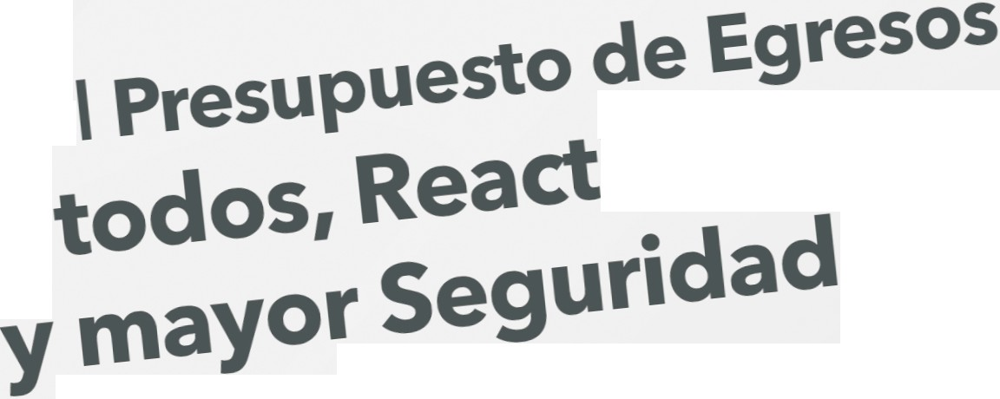 l Presupuesto de Egresos
todos, React
y mayor Seguridad